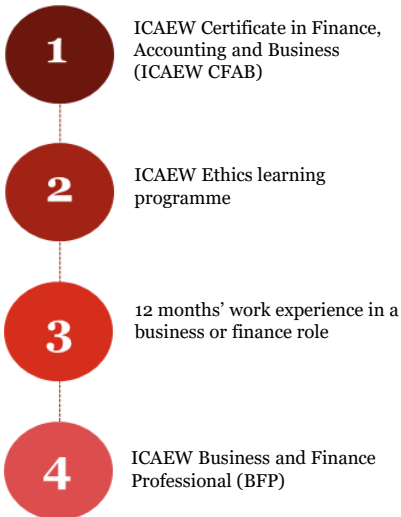 1
ICAEW Certificate in Finance,
Accounting and Business
(ICAEW CFAB)
2
ICAEW Ethics learning
programme
3
12 months’ work experience in a
business or finance role
4
ICAEW Business and Finance
Professional (BFP)